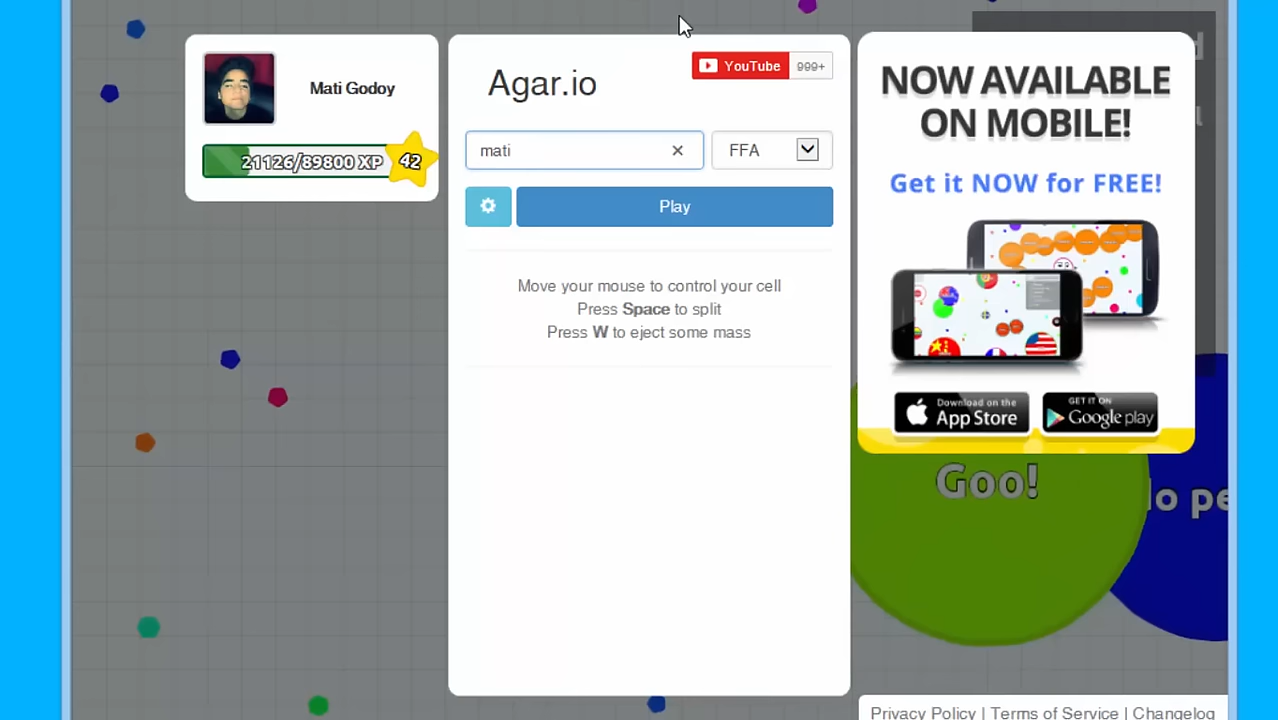 Mati Godoy
21126/89800 XP
42
Agar.io
YouTube
999+
mati
FFA
Play
Move your mouse to control your cell
Press Space to split
Press W to eject some mass
NOW AVAILABLE
ON MOBILE!
Get it NOW for FREE!
Download on the
App Store
GET IT ON
Google play
Goo!
lo pe
Privacy Policy | Terms of Service | Changelog